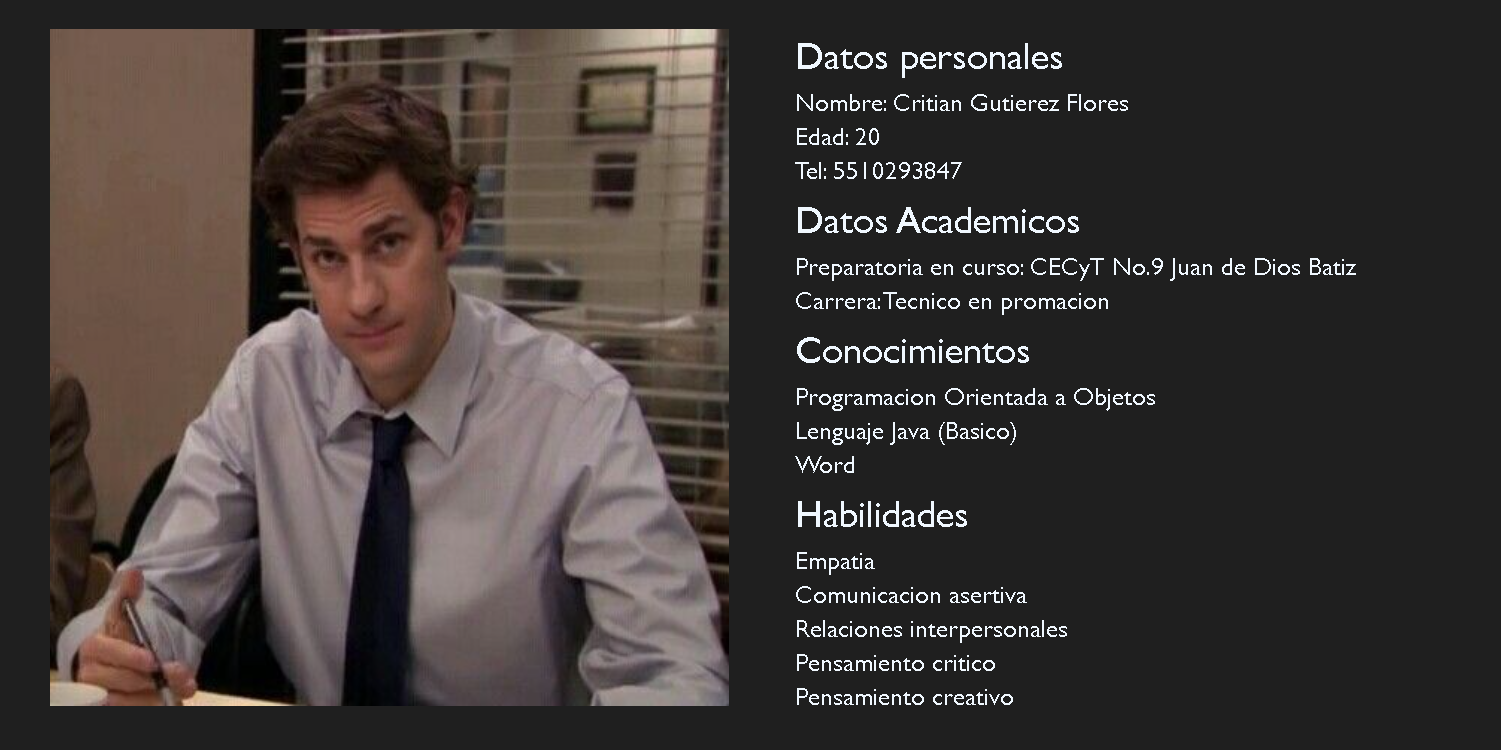 Datos personales
Nombre: Critian Gutierez Flores
Edad: 20
Tel: 5510293847
Datos Academicos
Preparatoria en curso: CECyT No.9 Juan de Dios Batiz
Carrera:Tecnico en promacion
Conocimientos
Programacion Orientada a Objetos
Lenguaje Java (Basico)
Word
Habilidades
Empatia
Comunicacion asertiva
Relaciones interpersonales
Pensamiento critico
Pensamiento creativo